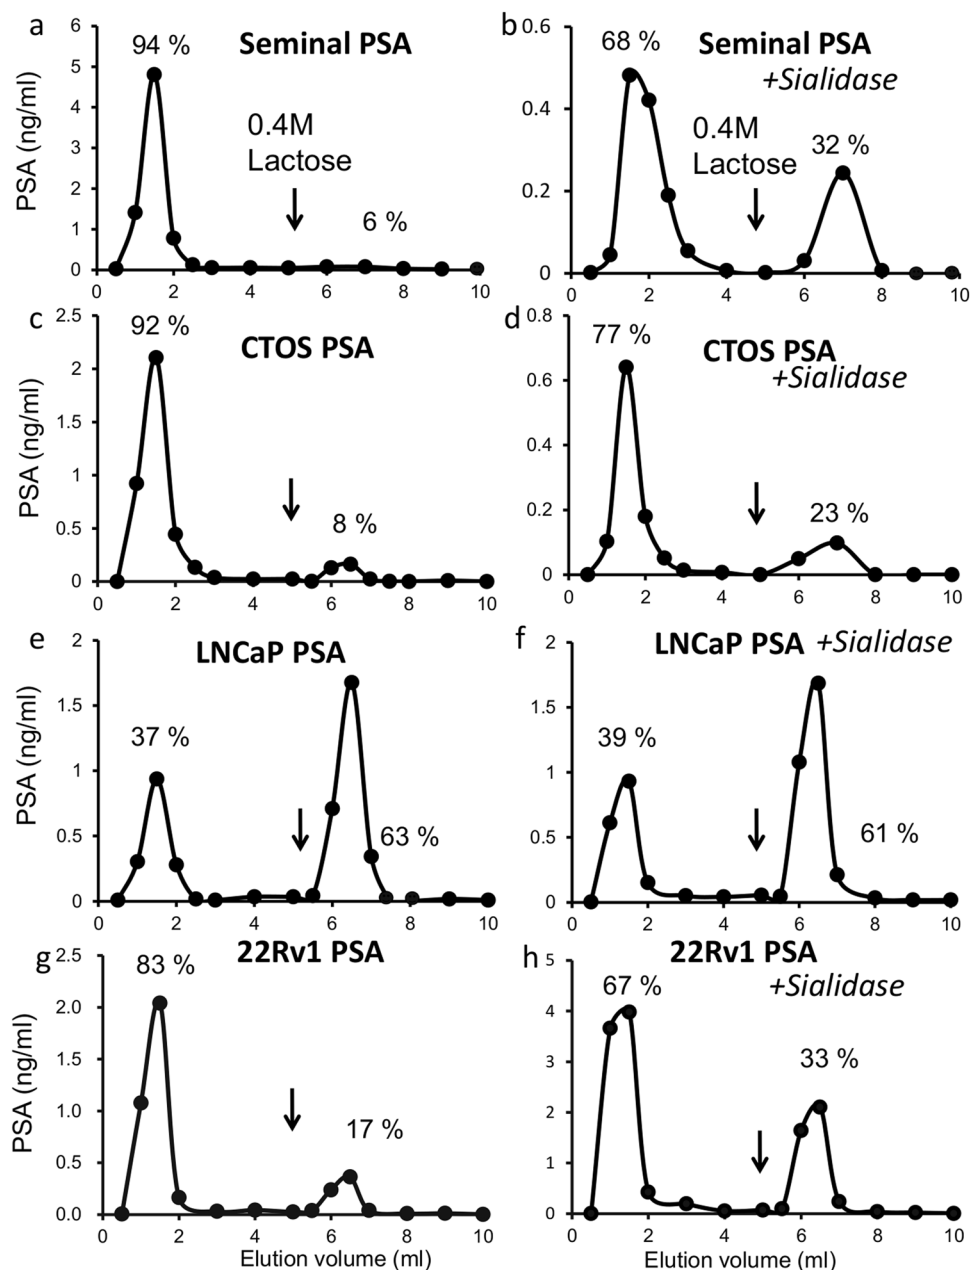 a
Seminal PSA
94 %
0.4M
Lactose
6 %
PSA (ng/ml)
6
5
4
3
2
1
0
0 2 4 6 8 10
b
Seminal PSA
+Sialidase
68 %
0.4M
Lactose
32 %
0.6
0.4
0.2
0
0 2 4 6 8 10
c
CTOS PSA
92 %
8 %
PSA (ng/ml)
2.5
2
1.5
1
0.5
0
0 2 4 6 8 10
d
CTOS PSA
+Sialidase
77 %
23 %
0.8
0.6
0.4
0.2
0
0 2 4 6 8 10
e
LNCaP PSA
37 %
63 %
PSA (ng/ml)
2
1.5
1
0.5
0
0 2 4 6 8 10
f
LNCaP PSA +Sialidase
39 %
61 %
2
1.5
1
0.5
0
0 2 4 6 8 10
g
22Rv1 PSA
83 %
17 %
PSA (ng/ml)
2.5
2.0
1.5
1.0
0.5
0.0
0 2 4 6 8 10
Elution volume (ml)
h
22Rv1 PSA
+Sialidase
67 %
33 %
5
4
3
2
1
0
0 2 4 6 8 10
Elution volume (ml)